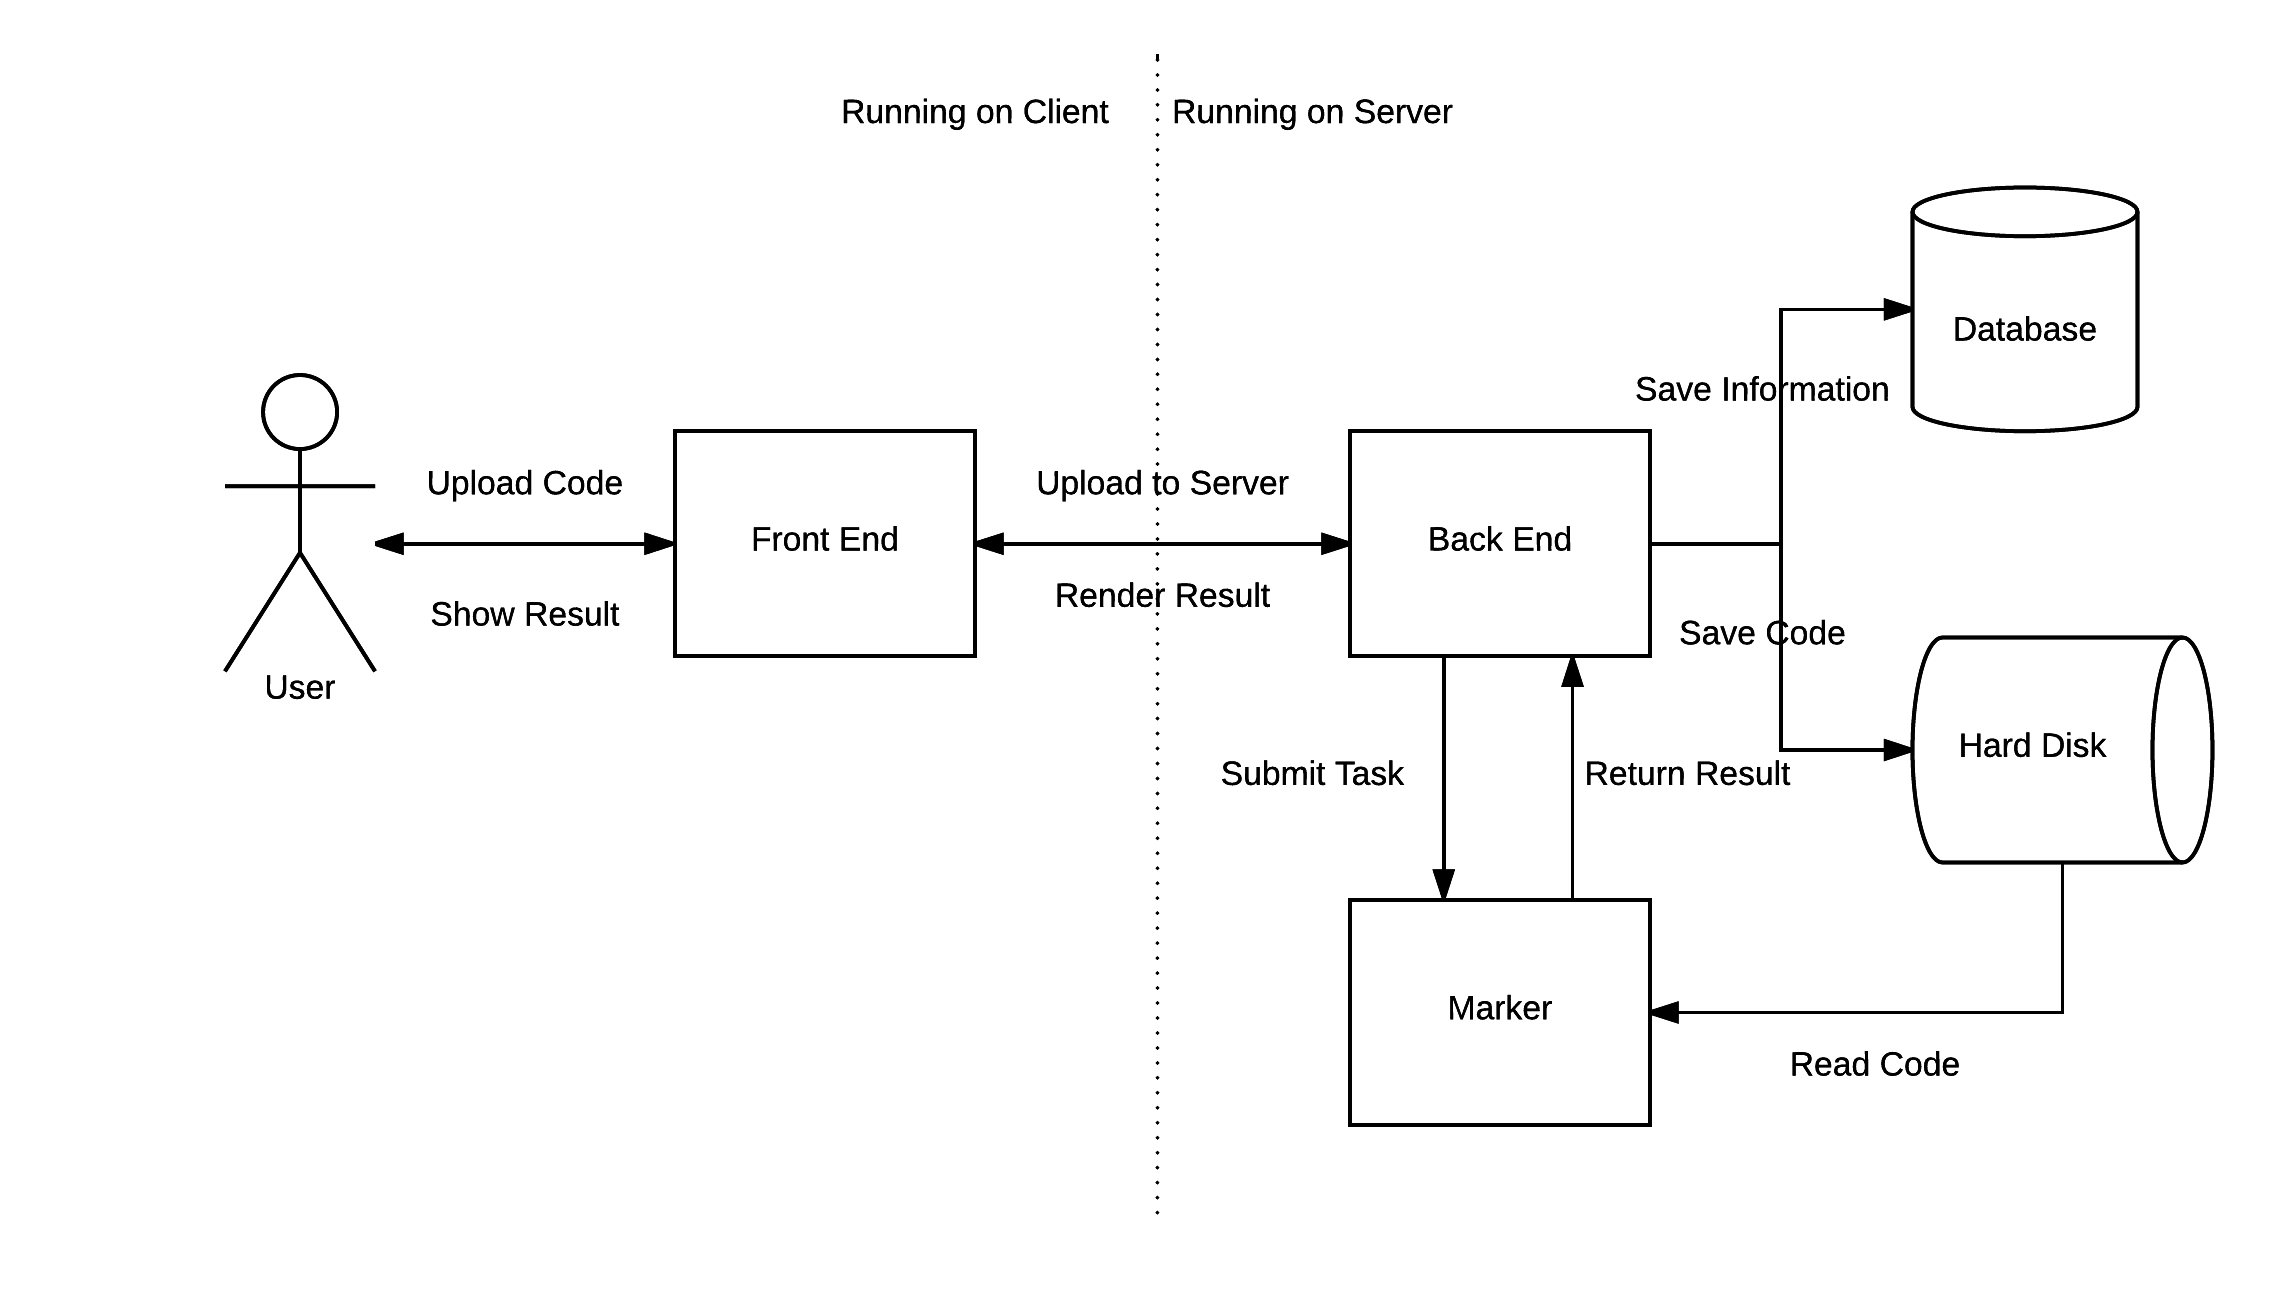 Running on Client
Running on Server
Database
Save Information
Upload Code
Upload to Server
Front End
Back End
Render Result
Show Result
Save Code
User
Hard Disk
Submit Task
Return Result
Marker
Read Code